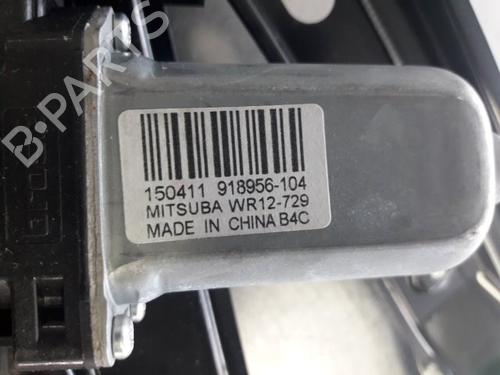 B-PARTS
150411 918956-104
MITSUBA WR12-729
MADE IN CHINA B4C